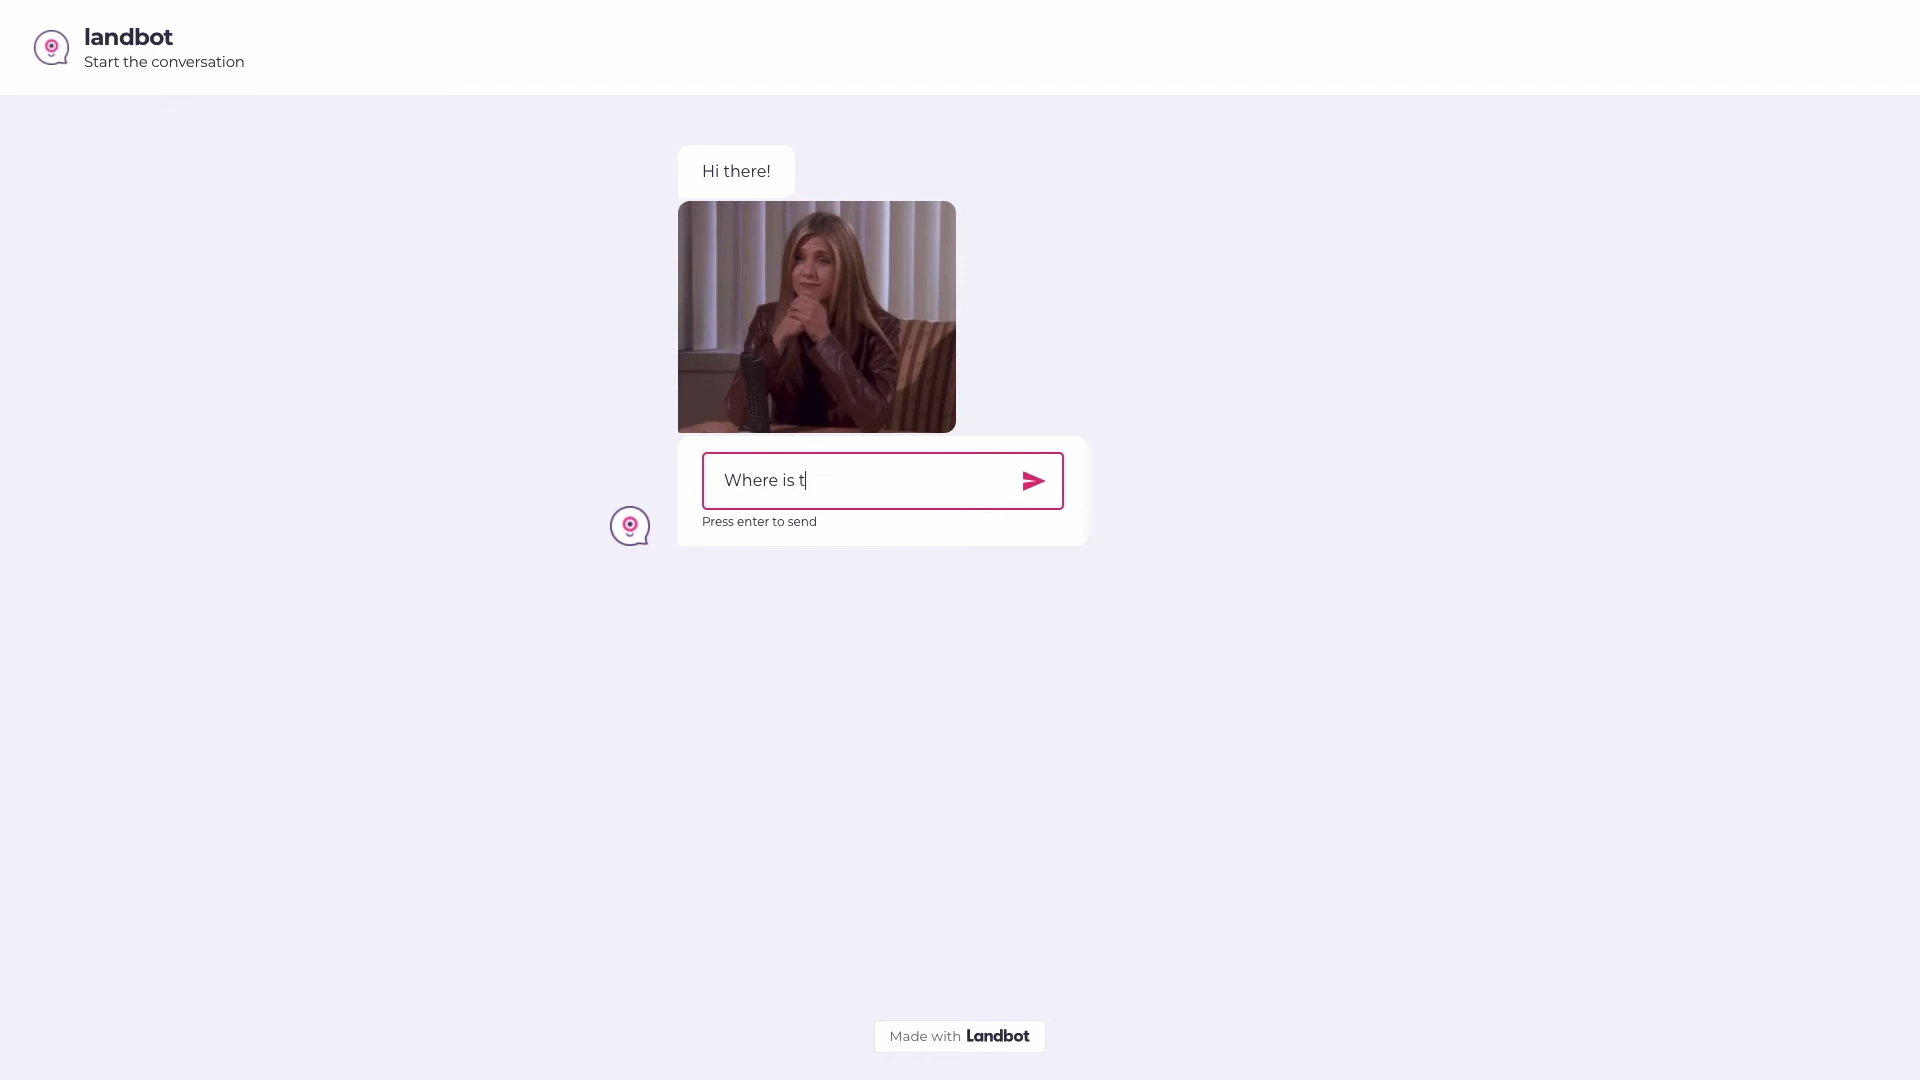 landbot
Start the conversation
Hi there!
Where is t
Press enter to send
Made with Landbot